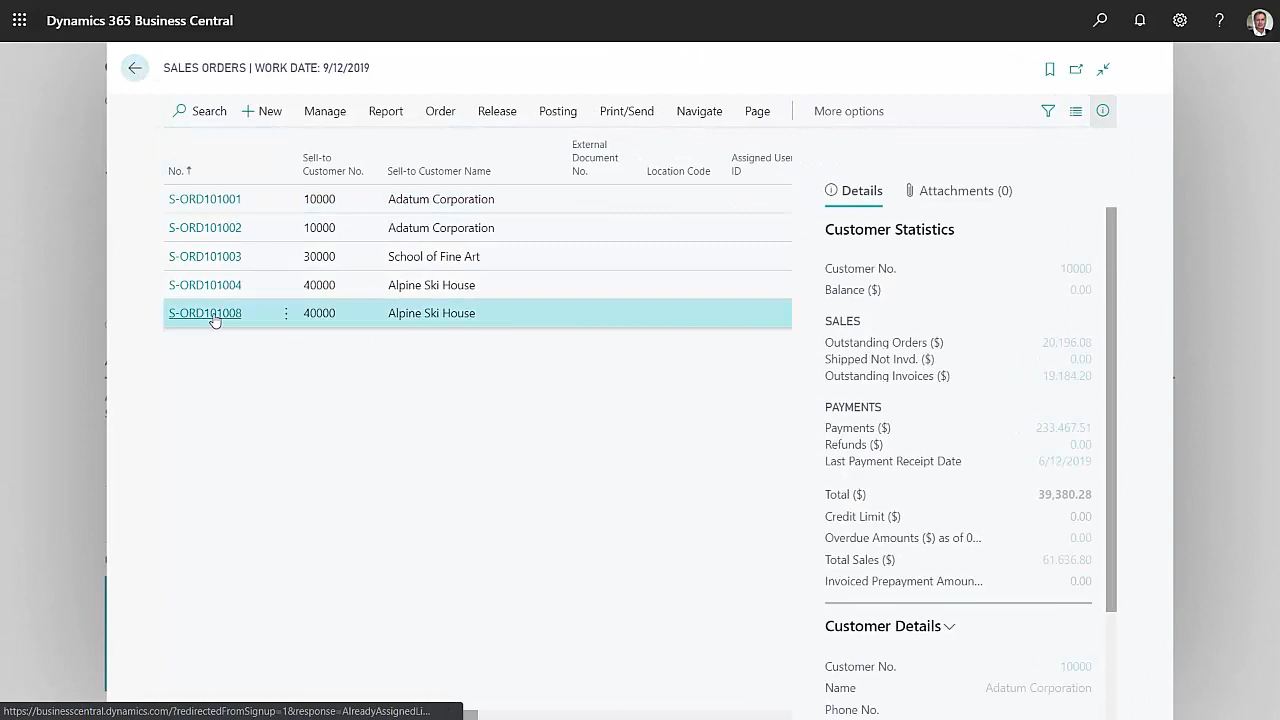 Dynamics 365 Business Central
SALES ORDERS | WORK DATE: 9/12/2019
Search New Manage Report Order Release Posting Print/Send Navigate Page More options
No. ↑ Sell-to Customer No. Sell-to Customer Name External Document No. Location Code Assigned User ID
S-ORD101001 10000 Adatum Corporation
S-ORD101002 10000 Adatum Corporation
S-ORD101003 30000 School of Fine Art
S-ORD101004 40000 Alpine Ski House
S-ORD101008 40000 Alpine Ski House
Details Attachments (0)
Customer Statistics
Customer No. 10000
Balance ($) 0.00
SALES
Outstanding Orders ($) 20,196.08
Shipped Not Invd. ($) 0.00
Outstanding Invoices ($) 19,184.20
PAYMENTS
Payments ($) 233,467.51
Refunds ($) 0.00
Last Payment Receipt Date 6/12/2019
Total ($) 39,380.28
Credit Limit ($) 0.00
Overdue Amounts ($) as of 0... 0.00
Total Sales ($) 61,636.80
Invoiced Prepayment Amoun... 0.00
Customer Details
Customer No. 10000
Name Adatum Corporation
Phone No.
https://businesscentral.dynamics.com/?redirectedFromSignup=1&response=AlreadyAssignedLi...